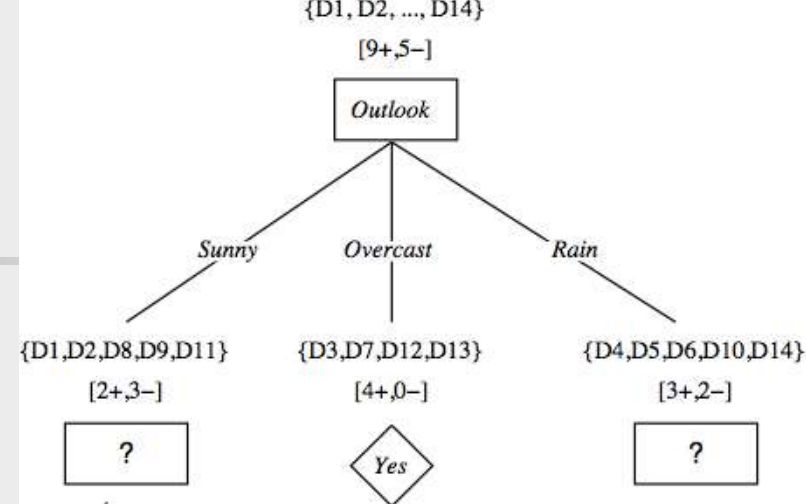 {D1, D2, ..., D14}
[9+,5−]
Outlook
Sunny
Overcast
Rain
{D1,D2,D8,D9,D11}
{D3,D7,D12,D13}
{D4,D5,D6,D10,D14}
[2+,3−]
[4+,0−]
[3+,2−]
?
Yes
?